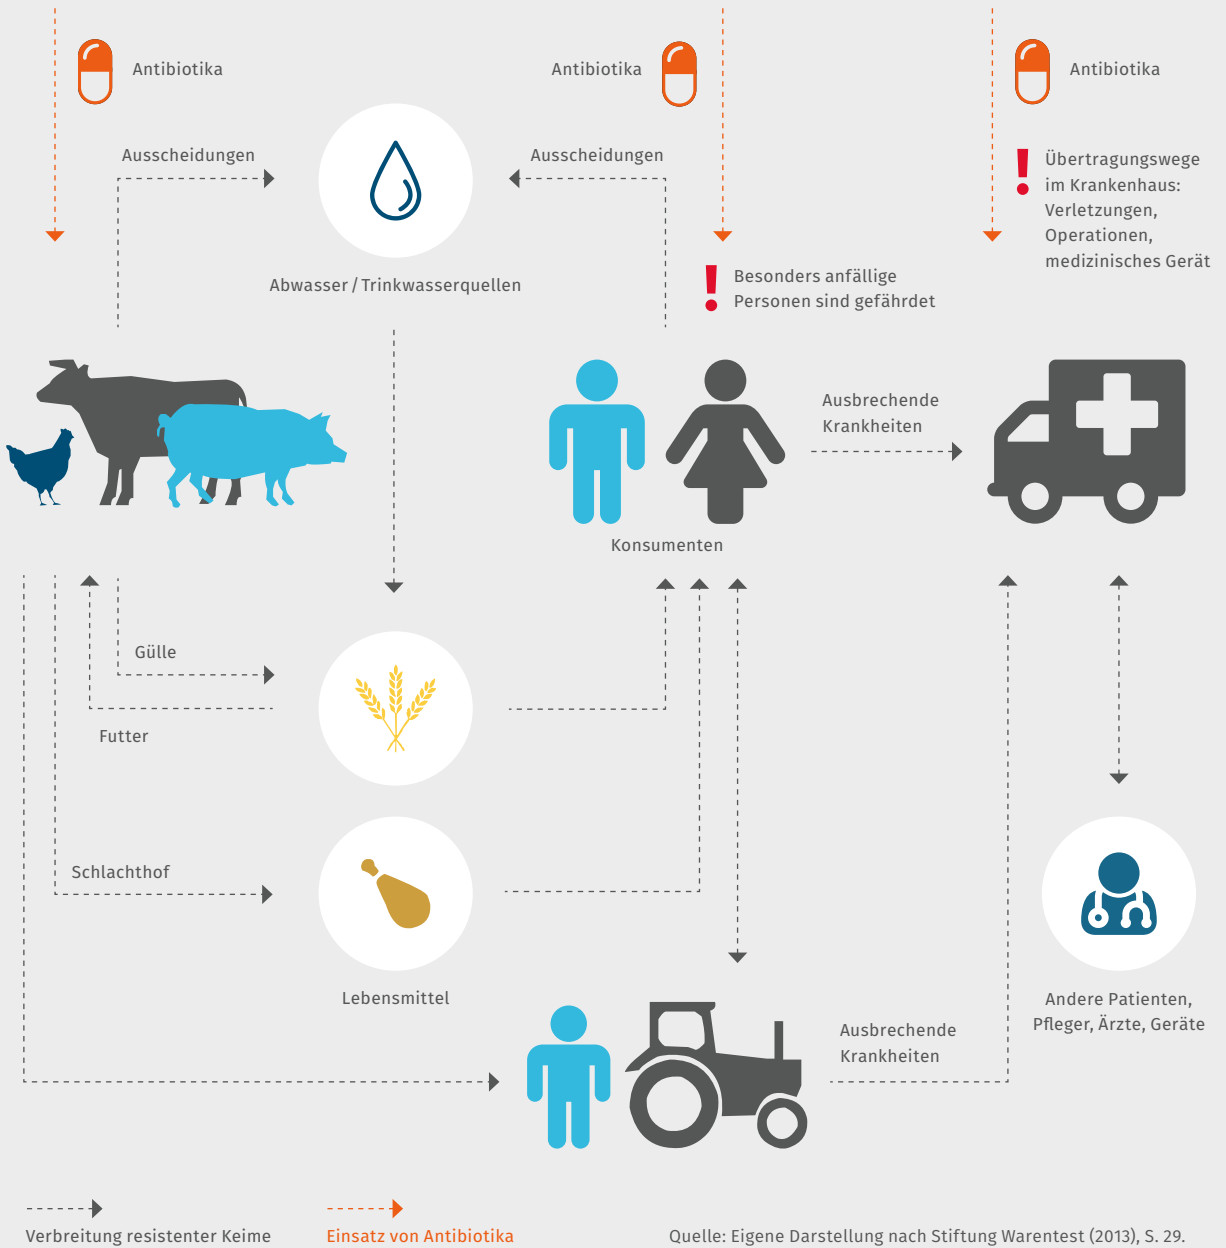 Antibiotika
Antibiotika
Antibiotika
Ausscheidungen
Ausscheidungen
Übertragungswege
im Krankenhaus:
Verletzungen,
Operationen,
medizinisches Gerät
Abwasser / Trinkwasserquellen
Besonders anfällige
Personen sind gefährdet
Ausbrechende
Krankheiten
Konsumenten
Gülle
Futter
Schlachthof
Lebensmittel
Andere Patienten,
Pfleger, Ärzte, Geräte
Ausbrechende
Krankheiten
Verbreitung resistenter Keime
Einsatz von Antibiotika
Quelle: Eigene Darstellung nach Stiftung Warentest (2013), S. 29.